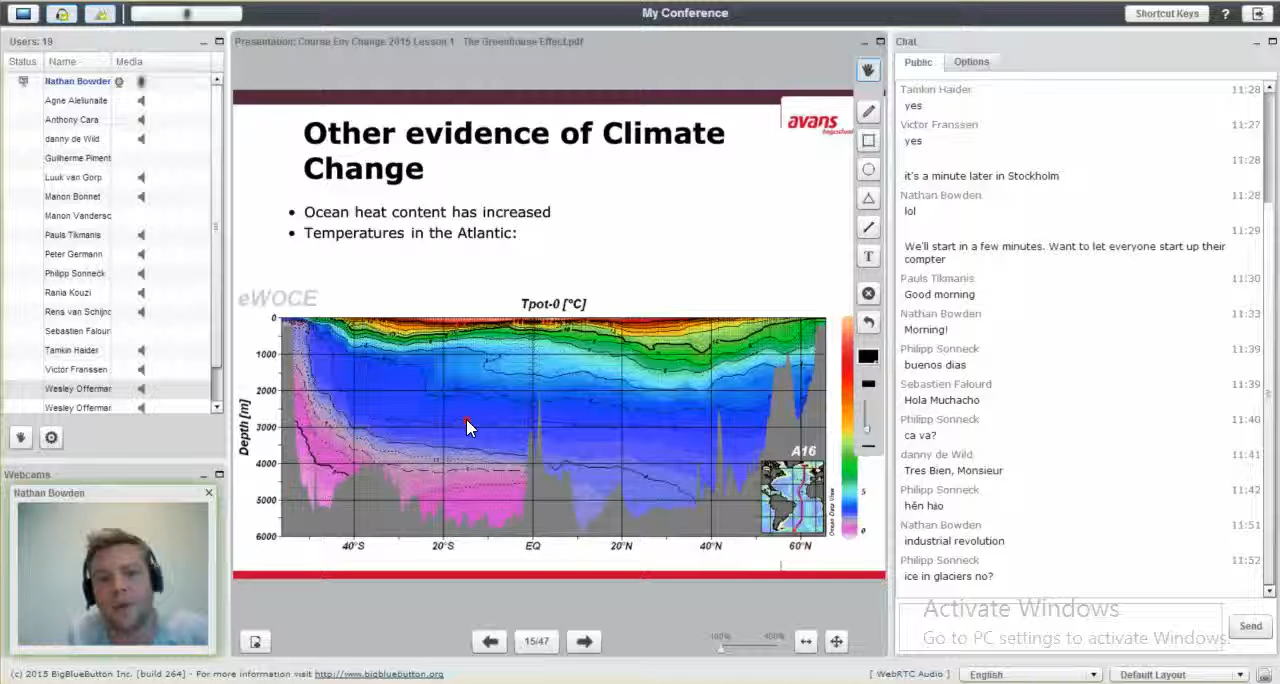 My Conference
Shortcut Keys
?
Users: 19
Status Name Media
Nathan Bowden
Agne Aleliunaite
Anthony Cara
danny de Wild
Guilherme Piment
Luuk van Gorp
Manon Bonnet
Manon Vandersc
Pauls Tikmanis
Peter Germann
Philipp Sonneck
Rania Kouzi
Rens van Schijnd
Sebastien Falour
Tamkin Haider
Victor Franssen
Wesley Offermar
Wesley Offermar
Webcams
Nathan Bowden
Presentation: Course Env Change 2015 Lesson 1 The Greenhouse Effect.pdf
avans
hogeschool
Other evidence of Climate
Change
• Ocean heat content has increased
• Temperatures in the Atlantic:
eWOCE
Tpot-0 [°C]
0
1000
2000
3000
4000
5000
6000
Depth [m]
40°S 20°S EQ 20°N 40°N 60°N
A16
Ocean Data View
5
0
T
15/47
100% 400%
Chat
Public Options
Tamkin Haider 11:28
yes
Victor Franssen 11:27
yes
11:28
it's a minute later in Stockholm
Nathan Bowden 11:28
lol
11:29
We'll start in a few minutes. Want to let everyone start up their
compter
Pauls Tikmanis 11:30
Good morning
Nathan Bowden 11:33
Morning!
Philipp Sonneck 11:39
buenos dias
Sebastien Falourd 11:39
Hola Muchacho
Philipp Sonneck 11:40
ca va?
danny de Wild 11:41
Tres Bien, Monsieur
Philipp Sonneck 11:42
hěn hǎo
Nathan Bowden 11:51
industrial revolution
Philipp Sonneck 11:52
ice in glaciers no?
Activate Windows
Go to PC settings to activate Windows.
Send
(c) 2015 BigBlueButton Inc. [build 264] - For more information visit http://www.bigbluebutton.org
[ WebRTC Audio ]
English
Default Layout